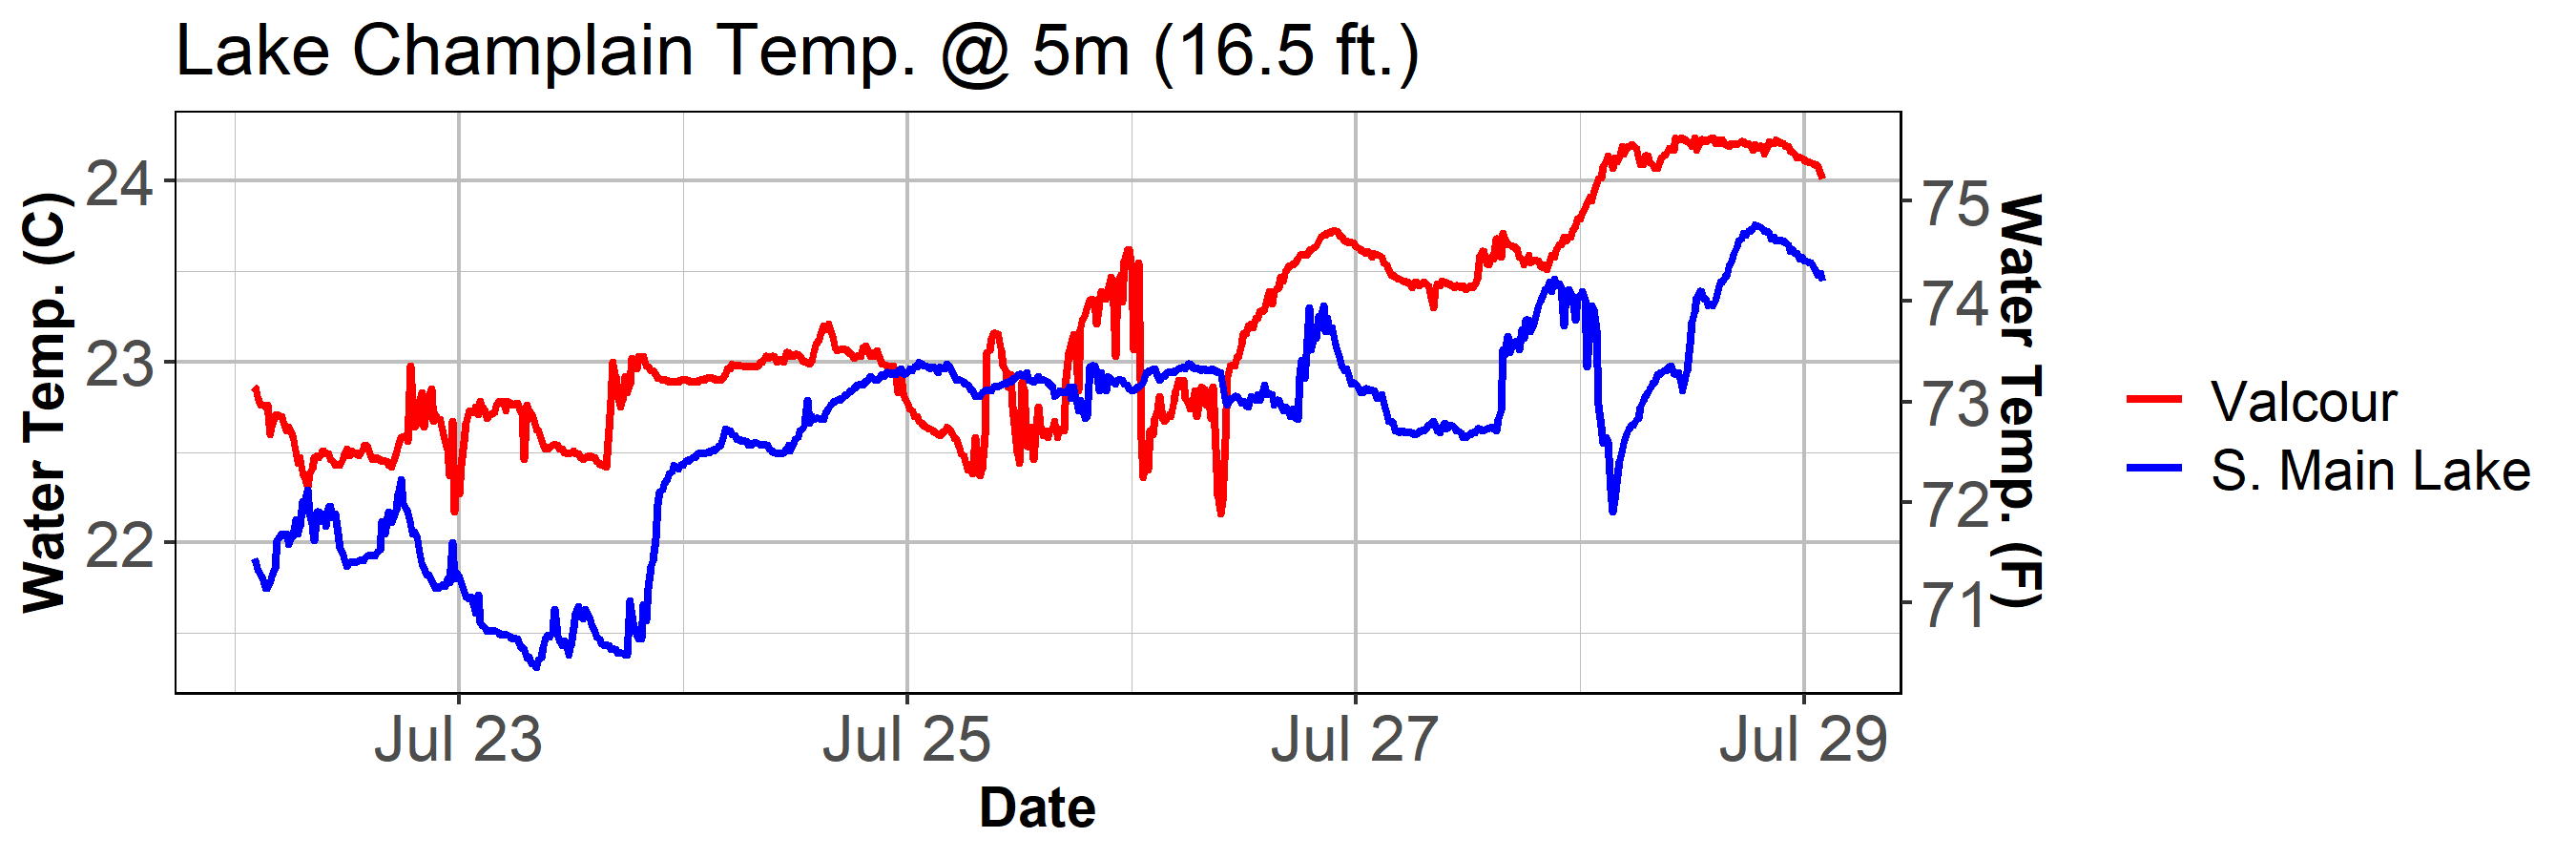 Lake Champlain Temp. @ 5m (16.5 ft.)
Water Temp. (C)
24
23
22
75
74
73
72
71
Water Temp. (F)
Jul 23
Jul 25
Jul 27
Jul 29
Date
Valcour
S. Main Lake